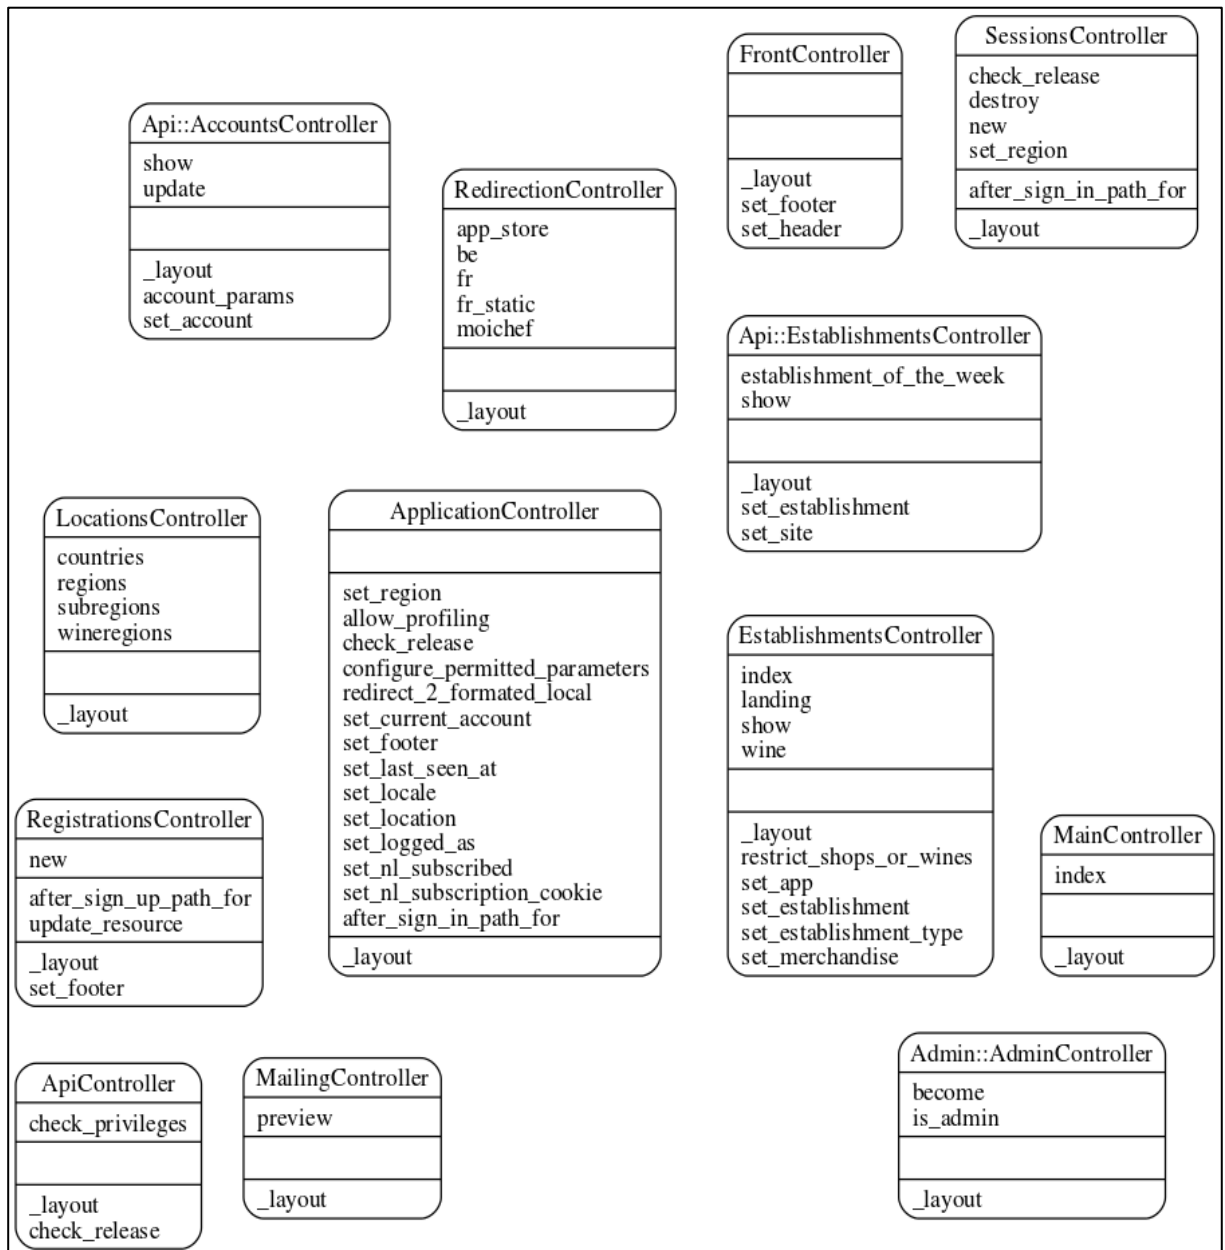 FrontController
_layout
set_footer
set_header
SessionsController
check_release
destroy
new
set_region
after_sign_in_path_for
_layout
Api::AccountsController
show
update
_layout
account_params
set_account
RedirectionController
app_store
be
fr
fr_static
moichef
_layout
Api::EstablishmentsController
establishment_of_the_week
show
_layout
set_establishment
set_site
LocationsController
countries
regions
subregions
wineregions
_layout
ApplicationController
set_region
allow_profiling
check_release
configure_permitted_parameters
redirect_2_formated_local
set_current_account
set_footer
set_last_seen_at
set_locale
set_location
set_logged_as
set_nl_subscribed
set_nl_subscription_cookie
after_sign_in_path_for
_layout
EstablishmentsController
index
landing
show
wine
_layout
restrict_shops_or_wines
set_app
set_establishment
set_establishment_type
set_merchandise
RegistrationsController
new
after_sign_up_path_for
update_resource
_layout
set_footer
MainController
index
_layout
ApiController
check_privileges
_layout
check_release
MailingController
preview
_layout
Admin::AdminController
become
is_admin
_layout